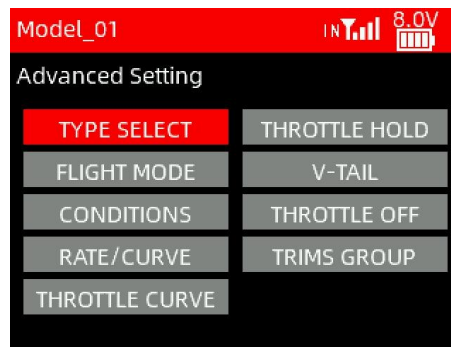 Model_01 IN 8.0V
Advanced Setting
TYPE SELECT THROTTLE HOLD
FLIGHT MODE V-TAIL
CONDITIONS THROTTLE OFF
RATE/CURVE TRIMS GROUP
THROTTLE CURVE